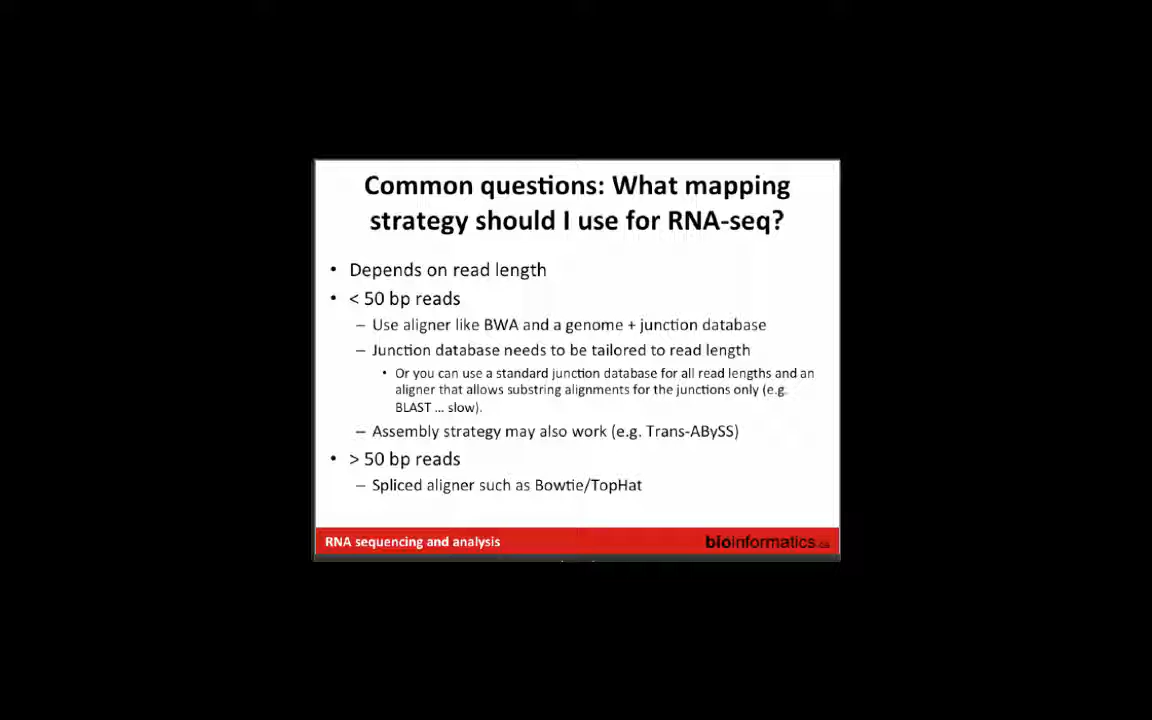 Common questions: What mapping
strategy should I use for RNA-seq?
• Depends on read length
• < 50 bp reads
– Use aligner like BWA and a genome + junction database
– Junction database needs to be tailored to read length
• Or you can use a standard junction database for all read lengths and an
aligner that allows substring alignments for the junctions only (e.g.
BLAST … slow).
– Assembly strategy may also work (e.g. Trans-ABySS)
• > 50 bp reads
– Spliced aligner such as Bowtie/TopHat
RNA sequencing and analysis
bioinformatics.ca